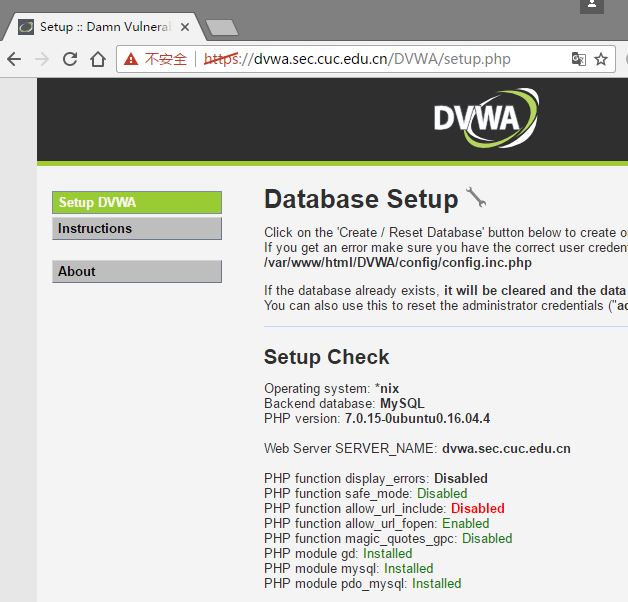 Setup :: Damn Vulnera
不安全 | https://dvwa.sec.cuc.edu.cn/DVWA/setup.php
DVWA
Setup DVWA
Instructions
About
Database Setup
Click on the 'Create / Reset Database' button below to create o
If you get an error make sure you have the correct user creden
/var/www/html/DVWA/config/config.inc.php
If the database already exists, it will be cleared and the data
You can also use this to reset the administrator credentials ("a
Setup Check
Operating system: *nix
Backend database: MySQL
PHP version: 7.0.15-0ubuntu0.16.04.4
Web Server SERVER_NAME: dvwa.sec.cuc.edu.cn
PHP function display_errors: Disabled
PHP function safe_mode: Disabled
PHP function allow_url_include: Disabled
PHP function allow_url_fopen: Enabled
PHP function magic_quotes_gpc: Disabled
PHP module gd: Installed
PHP module mysql: Installed
PHP module pdo_mysql: Installed